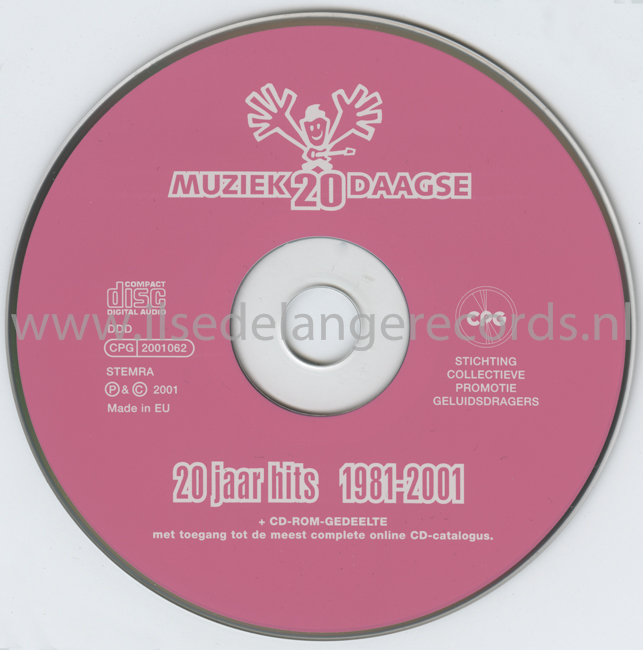 MUZIEK 20 DAAGSE
COMPACT
disc
DIGITAL AUDIO
DDD
CPG 2001062
STEMRA
Ⓟ & © 2001
Made in EU
CPG
STICHTING
COLLECTIEVE
PROMOTIE
GELUIDSDRAGERS
www.ilsedelangerecords.nl
20 jaar hits 1981-2001
+ CD-ROM-GEDEELTE
met toegang tot de meest complete online CD-catalogus.